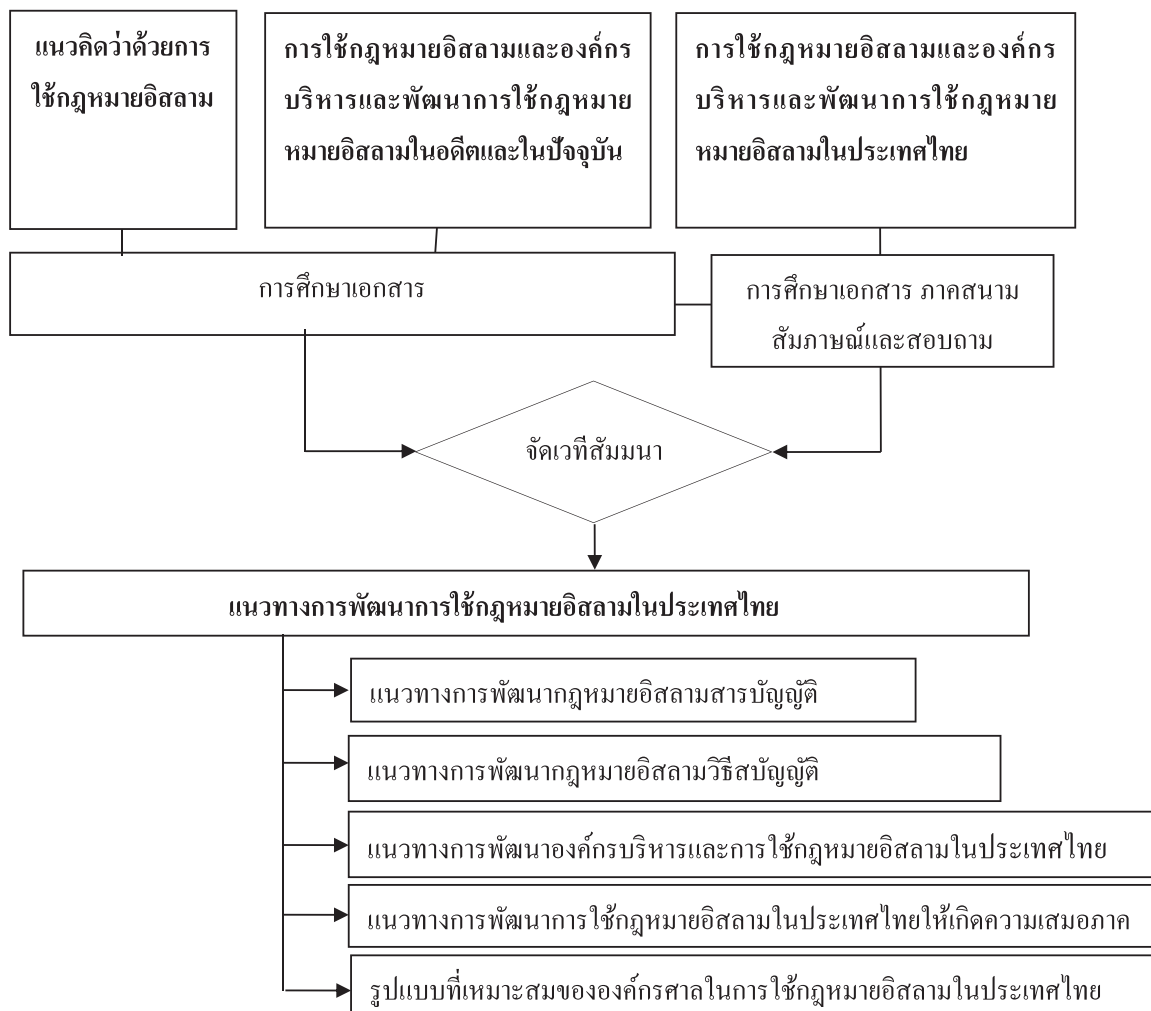 แนวคิดว่าด้วยการ
ใช้กฎหมายอิสลาม
การใช้กฎหมายอิสลามและองค์กร
บริหารและพัฒนาการใช้กฎหมาย
หมายอิสลามในอดีตและในปัจจุบัน
การใช้กฎหมายอิสลามและองค์กร
บริหารและพัฒนาการใช้กฎหมาย
หมายอิสลามในประเทศไทย
การศึกษาเอกสาร
การศึกษาเอกสาร ภาคสนาม
สัมภาษณ์และสอบถาม
จัดเวทีสัมมนา
แนวทางการพัฒนาการใช้กฎหมายอิสลามในประเทศไทย
แนวทางการพัฒนากฎหมายอิสลามสารบัญญัติ
แนวทางการพัฒนากฎหมายอิสลามวิธีสบัญญัติ
แนวทางการพัฒนาองค์กรบริหารและการใช้กฎหมายอิสลามในประเทศไทย
แนวทางการพัฒนาการใช้กฎหมายอิสลามในประเทศไทยให้เกิดความเสมอภาค
รูปแบบที่เหมาะสมขององค์กรศาลในการใช้กฎหมายอิสลามในประเทศไทย